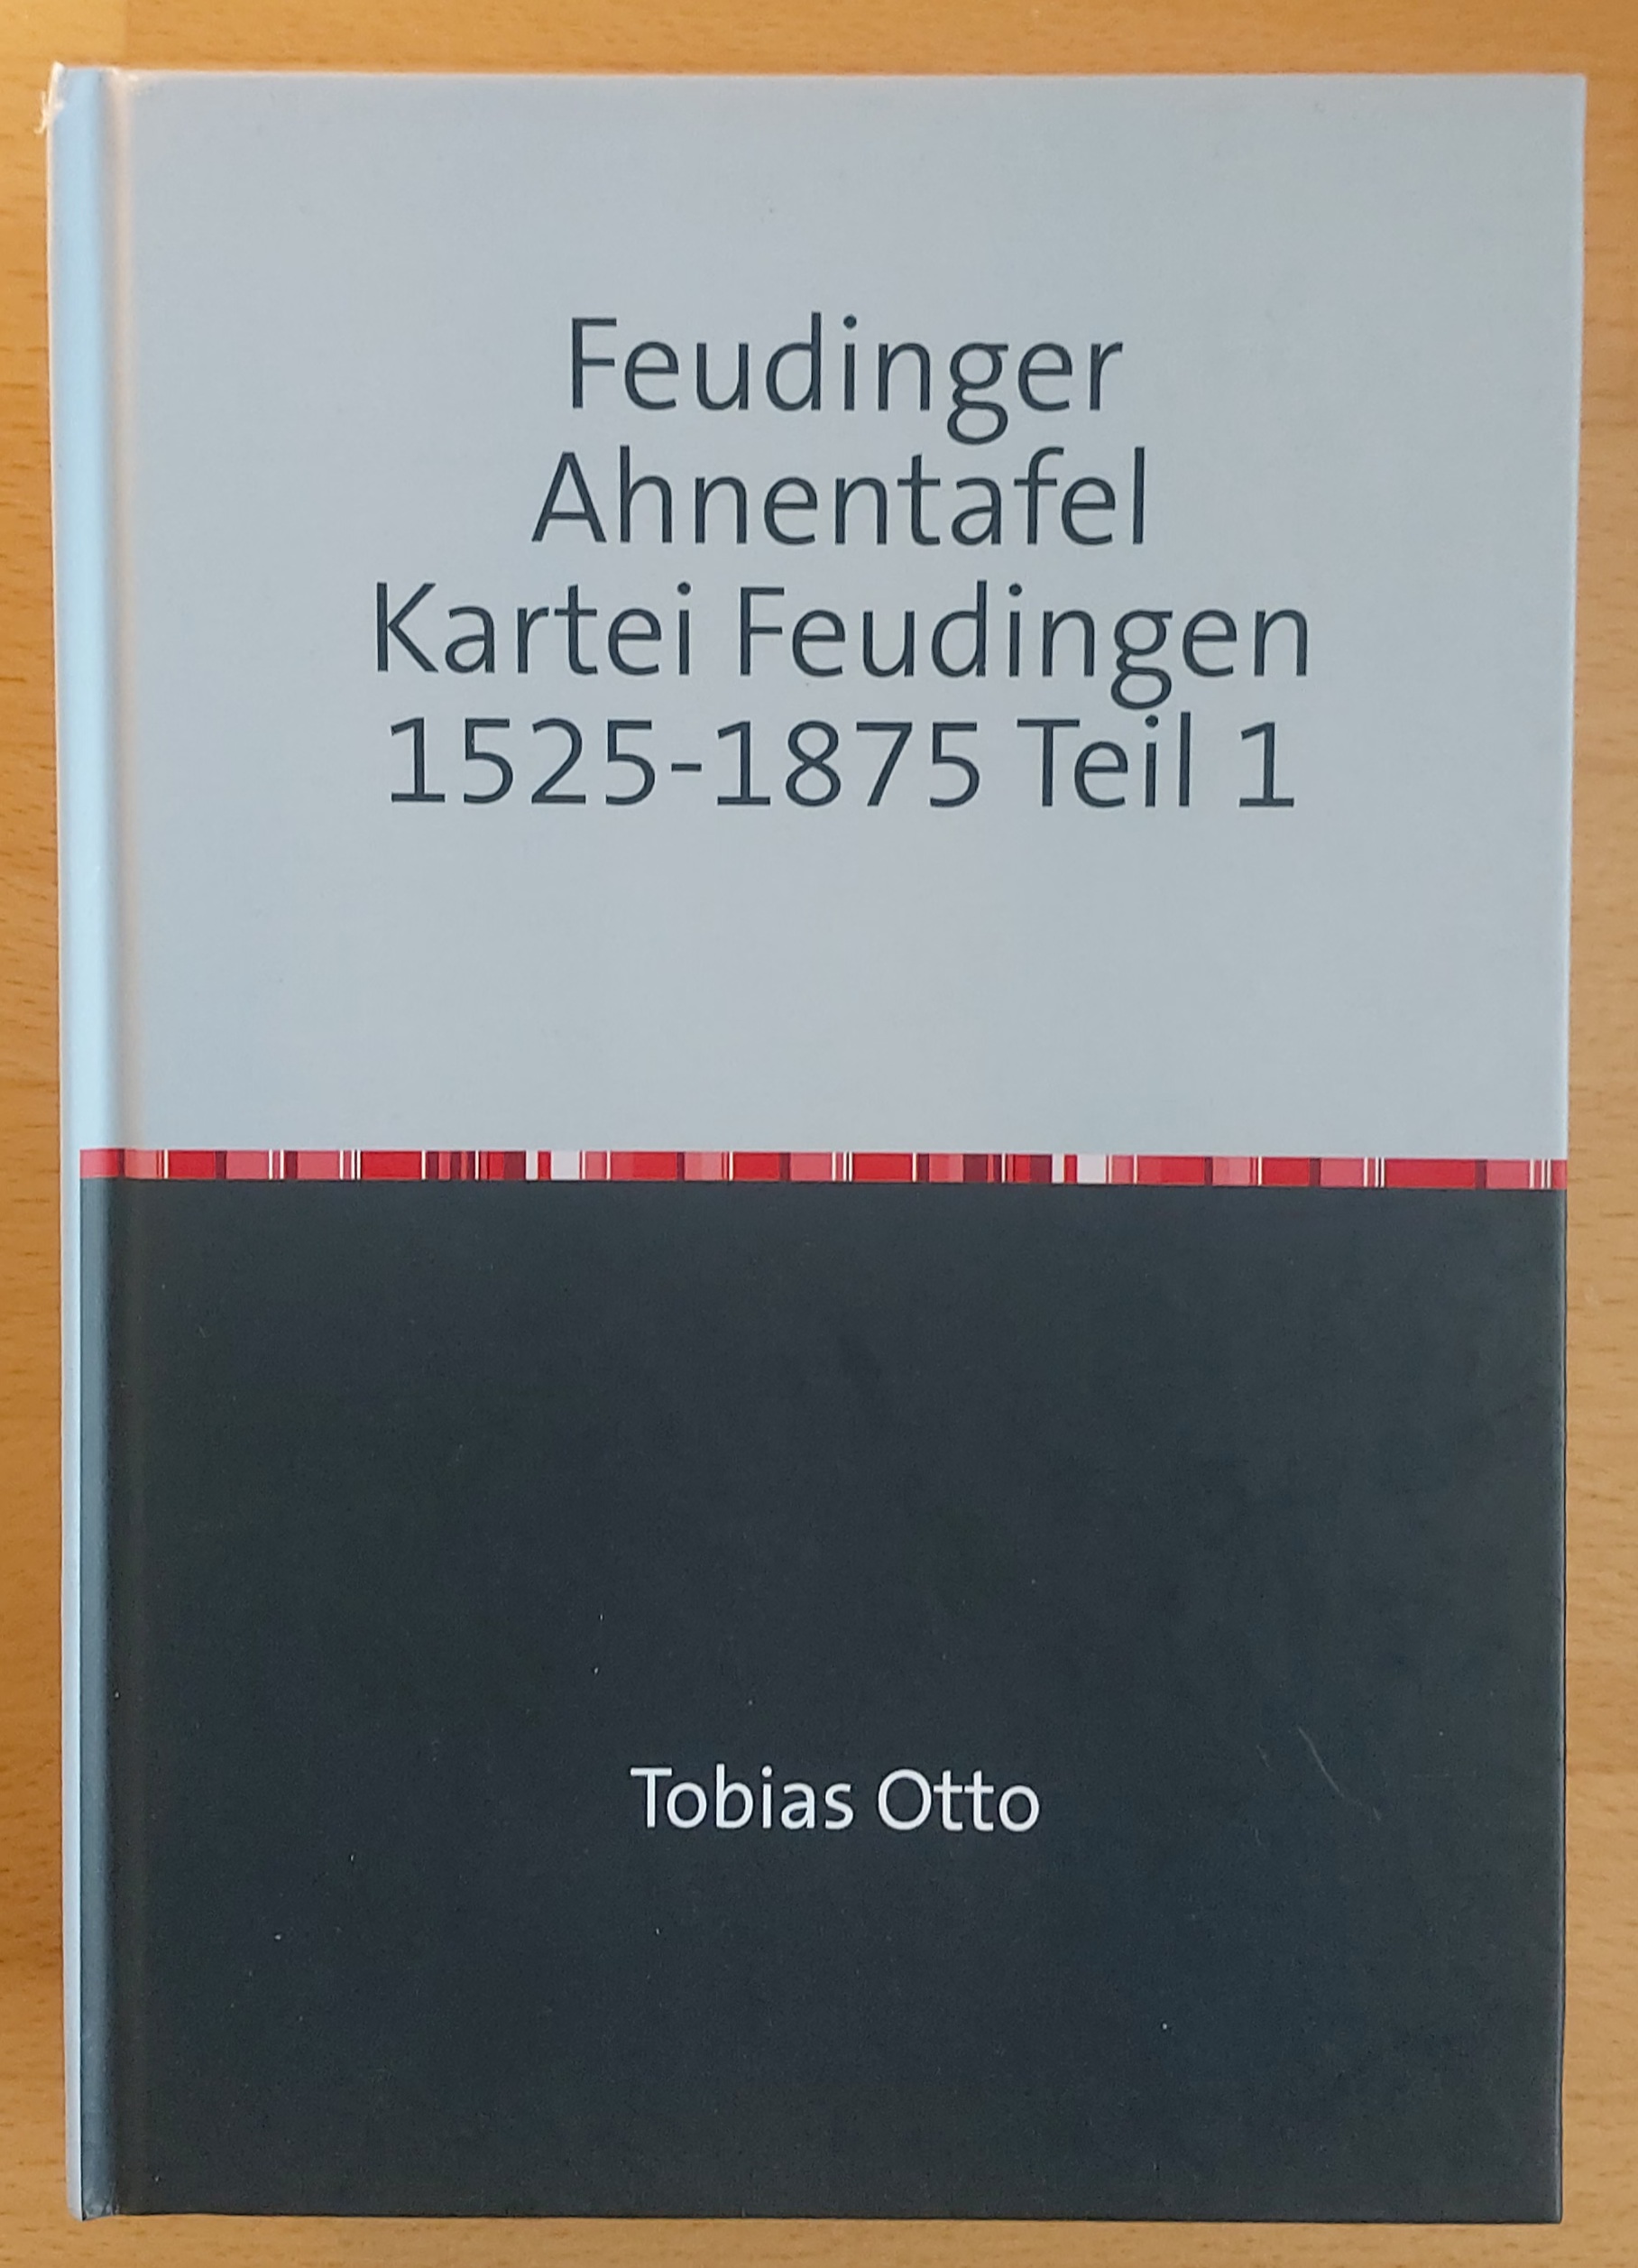 Feudinger
Ahnentafel
Kartei Feudingen
1525-1875 Teil 1
Tobias Otto